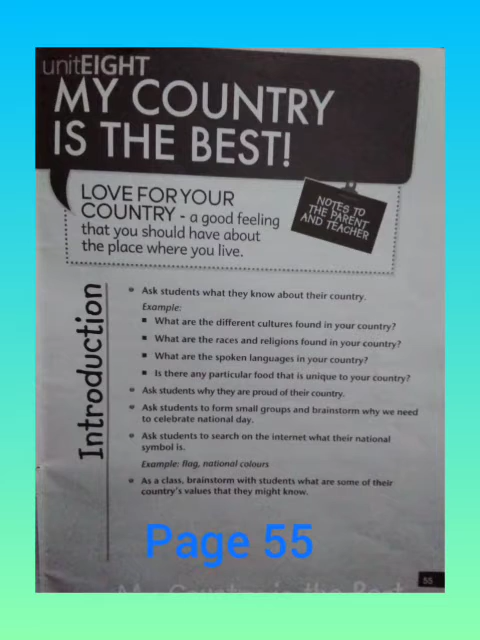 unitEIGHT
MY COUNTRY
IS THE BEST!
LOVE FOR YOUR
COUNTRY - a good feeling
that you should have about
the place where you live.
NOTES TO
THE PARENT
AND TEACHER
Introduction
Ask students what they know about their country.
Example:
What are the different cultures found in your country?
What are the races and religions found in your country?
What are the spoken languages in your country?
Is there any particular food that is unique to your country?
Ask students why they are proud of their country.
Ask students to form small groups and brainstorm why we need
to celebrate national day.
Ask students to search on the internet what their national
symbol is.
Example: flag, national colours
As a class, brainstorm with students what are some of their
country's values that they might know.
Page 55
55
My Country is the Best